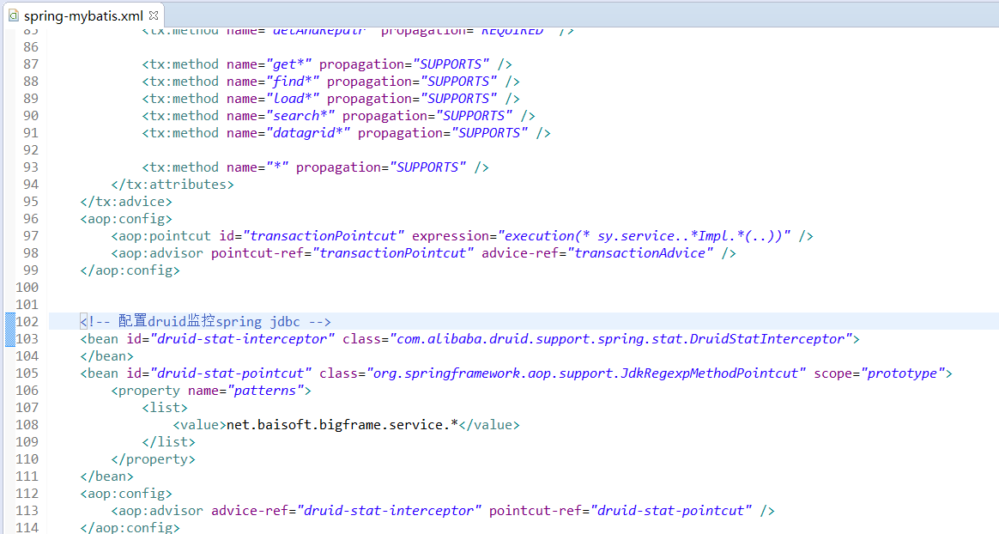 spring-mybatis.xml
85 <tx:method name="delAndRepair" propagation="REQUIRED" />
86
87 <tx:method name="get*" propagation="SUPPORTS" />
88 <tx:method name="find*" propagation="SUPPORTS" />
89 <tx:method name="load*" propagation="SUPPORTS" />
90 <tx:method name="search*" propagation="SUPPORTS" />
91 <tx:method name="datagrid*" propagation="SUPPORTS" />
92
93 <tx:method name="*" propagation="SUPPORTS" />
94 </tx:attributes>
95 </tx:advice>
96 <aop:config>
97 <aop:pointcut id="transactionPointcut" expression="execution(* sy.service..*Impl.*(..))" />
98 <aop:advisor pointcut-ref="transactionPointcut" advice-ref="transactionAdvice" />
99 </aop:config>
100
101
102 <!-- 配置druid监控spring jdbc -->
103 <bean id="druid-stat-interceptor" class="com.alibaba.druid.support.spring.stat.DruidStatInterceptor">
104 </bean>
105 <bean id="druid-stat-pointcut" class="org.springframework.aop.support.JdkRegexpMethodPointcut" scope="prototype">
106 <property name="patterns">
107 <list>
108 <value>net.baisoft.bigframe.service.*</value>
109 </list>
110 </property>
111 </bean>
112 <aop:config>
113 <aop:advisor advice-ref="druid-stat-interceptor" pointcut-ref="druid-stat-pointcut" />
114 </aop:config>